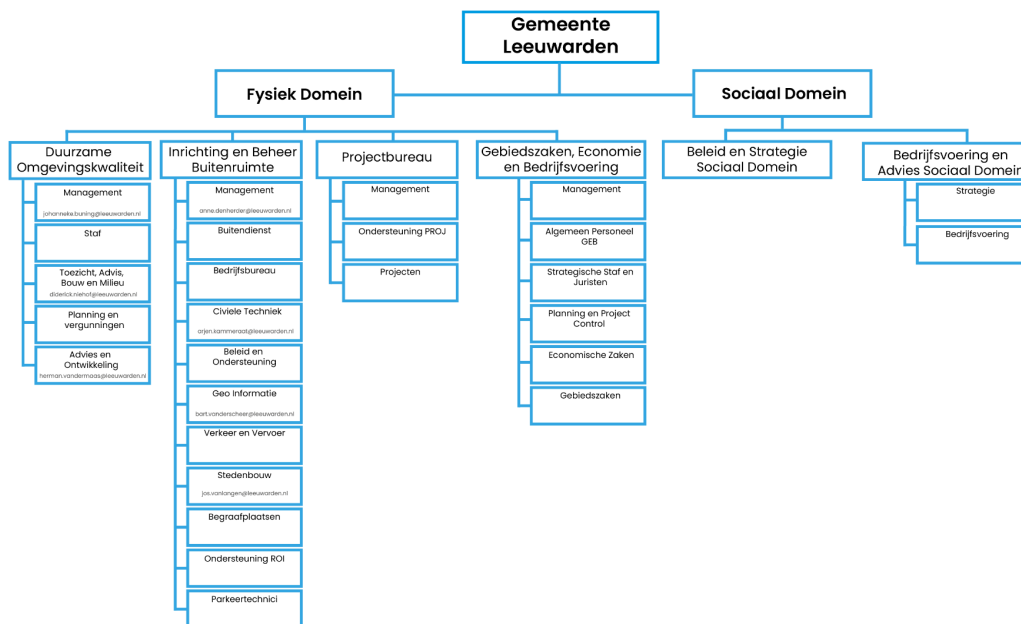 Gemeente
Leeuwarden
Fysiek Domein
Sociaal Domein
Duurzame
Omgevingskwaliteit
Management
johanneke.buning@leeuwarden.nl
Staf
Toezicht, Advis,
Bouw en Milieu
diderick.niehof@leeuwarden.nl
Planning en
vergunningen
Advies en
Ontwikkeling
herman.vandermaas@leeuwarden.nl
Inrichting en Beheer
Buitenruimte
Management
anne.denherder@leeuwarden.nl
Buitendienst
Bedrijfsbureau
Civiele Techniek
arjen.kammeraat@leeuwarden.nl
Beleid en
Ondersteuning
Geo Informatie
bart.vanderscheer@leeuwarden.nl
Verkeer en Vervoer
Stedenbouw
jos.vanlangen@leeuwarden.nl
Begraafplaatsen
Ondersteuning ROI
Parkeertechnici
Projectbureau
Management
Ondersteuning PROJ
Projecten
Gebiedszaken, Economie
en Bedrijfsvoering
Management
Algemeen Personeel
GEB
Strategische Staf en
Juristen
Planning en Project
Control
Economische Zaken
Gebiedszaken
Beleid en Strategie
Sociaal Domein
Bedrijfsvoering en
Advies Sociaal Domein
Strategie
Bedrijfsvoering